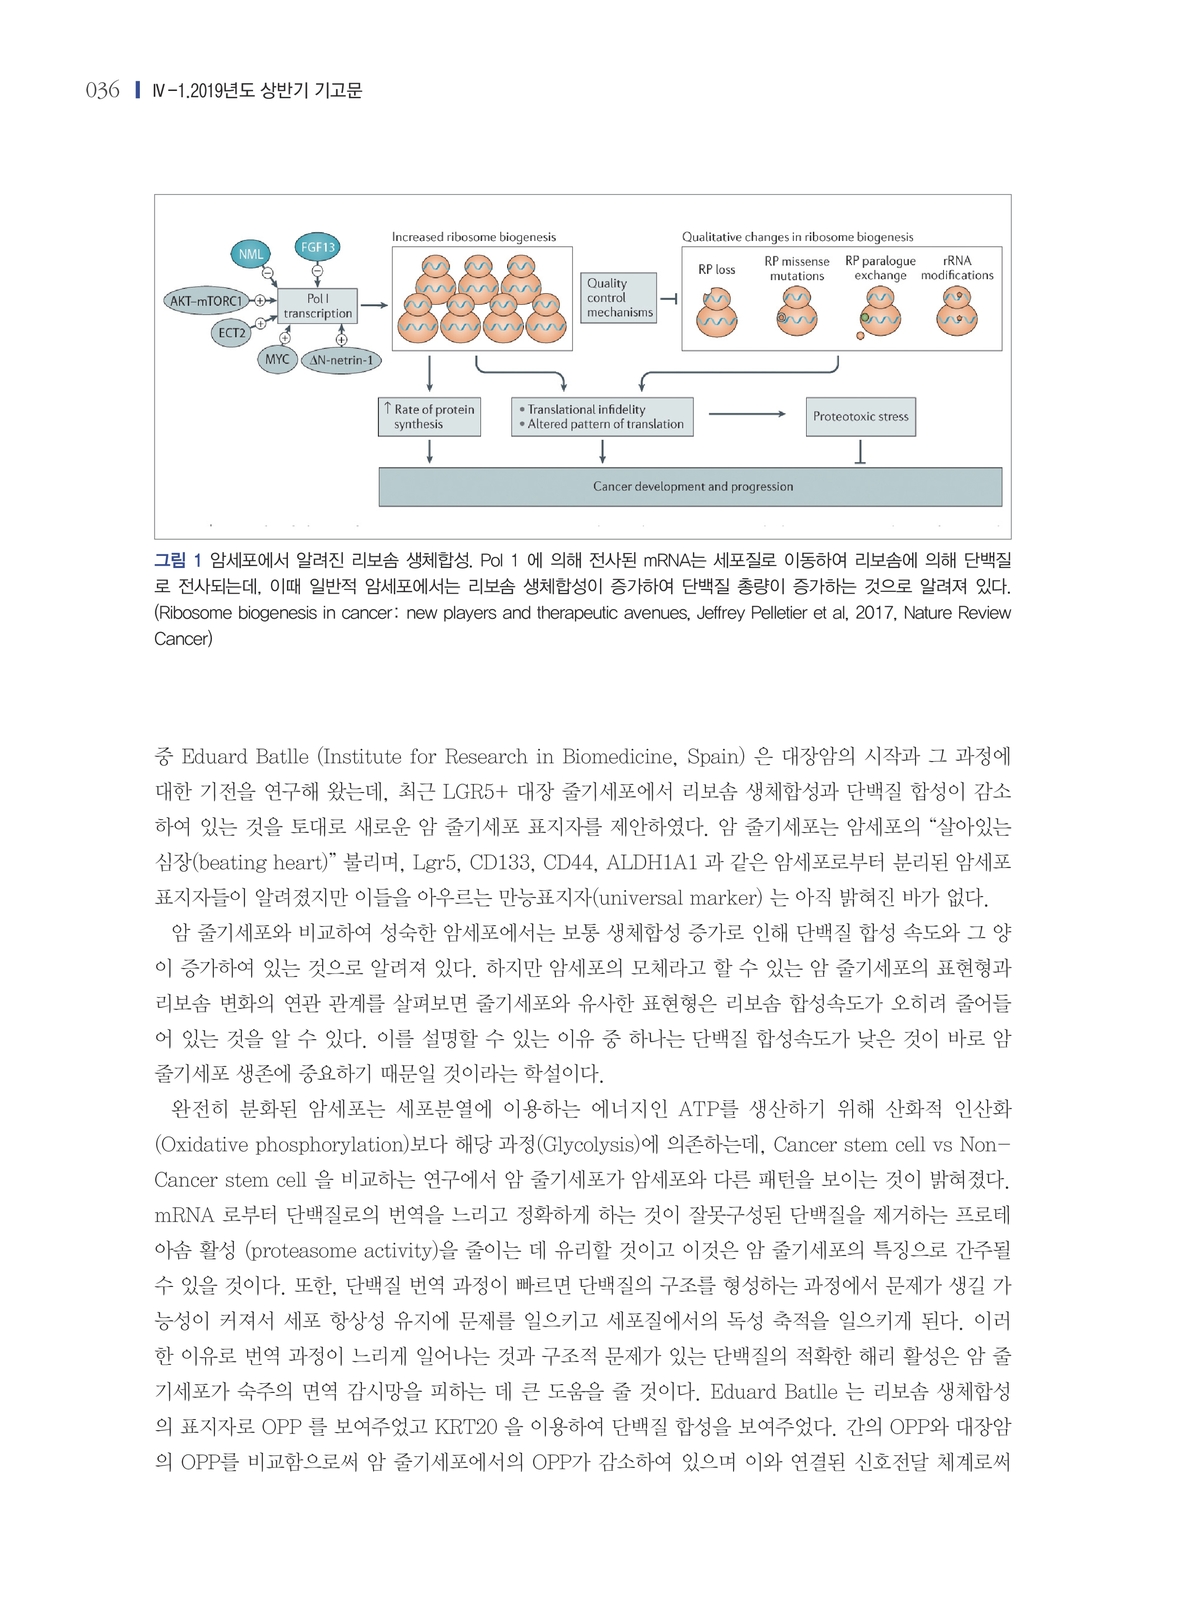 036 Ⅳ-1.2019년도 상반기 기고문
NML
FGF13
AKT–mTORC1
ECT2
MYC
ΔN-netrin-1
Pol I
transcription
Increased ribosome biogenesis
Quality
control
mechanisms
Qualitative changes in ribosome biogenesis
RP loss
RP missense
mutations
RP paralogue
exchange
rRNA
modifications
↑ Rate of protein
synthesis
• Translational infidelity
• Altered pattern of translation
Proteotoxic stress
Cancer development and progression
그림 1 암세포에서 알려진 리보솜 생체합성. Pol 1 에 의해 전사된 mRNA는 세포질로 이동하여 리보솜에 의해 단백질
로 전사되는데, 이때 일반적 암세포에서는 리보솜 생체합성이 증가하여 단백질 총량이 증가하는 것으로 알려져 있다.
(Ribosome biogenesis in cancer: new players and therapeutic avenues, Jeffrey Pelletier et al, 2017, Nature Review
Cancer)
중 Eduard Batlle (Institute for Research in Biomedicine, Spain) 은 대장암의 시작과 그 과정에
대한 기전을 연구해 왔는데, 최근 LGR5+ 대장 줄기세포에서 리보솜 생체합성과 단백질 합성이 감소
하여 있는 것을 토대로 새로운 암 줄기세포 표지자를 제안하였다. 암 줄기세포는 암세포의 “살아있는
심장(beating heart)” 불리며, Lgr5, CD133, CD44, ALDH1A1 과 같은 암세포로부터 분리된 암세포
표지자들이 알려졌지만 이들을 아우르는 만능표지자(universal marker) 는 아직 밝혀진 바가 없다.
암 줄기세포와 비교하여 성숙한 암세포에서는 보통 생체합성 증가로 인해 단백질 합성 속도와 그 양
이 증가하여 있는 것으로 알려져 있다. 하지만 암세포의 모체라고 할 수 있는 암 줄기세포의 표현형과
리보솜 변화의 연관 관계를 살펴보면 줄기세포와 유사한 표현형은 리보솜 합성속도가 오히려 줄어들
어 있는 것을 알 수 있다. 이를 설명할 수 있는 이유 중 하나는 단백질 합성속도가 낮은 것이 바로 암
줄기세포 생존에 중요하기 때문일 것이라는 학설이다.
완전히 분화된 암세포는 세포분열에 이용하는 에너지인 ATP를 생산하기 위해 산화적 인산화
(Oxidative phosphorylation)보다 해당 과정(Glycolysis)에 의존하는데, Cancer stem cell vs Non-
Cancer stem cell 을 비교하는 연구에서 암 줄기세포가 암세포와 다른 패턴을 보이는 것이 밝혀졌다.
mRNA 로부터 단백질로의 번역을 느리고 정확하게 하는 것이 잘못구성된 단백질을 제거하는 프로테
아솜 활성 (proteasome activity)을 줄이는 데 유리할 것이고 이것은 암 줄기세포의 특징으로 간주될
수 있을 것이다. 또한, 단백질 번역 과정이 빠르면 단백질의 구조를 형성하는 과정에서 문제가 생길 가
능성이 커져서 세포 항상성 유지에 문제를 일으키고 세포질에서의 독성 축적을 일으키게 된다. 이러
한 이유로 번역 과정이 느리게 일어나는 것과 구조적 문제가 있는 단백질의 적확한 해리 활성은 암 줄
기세포가 숙주의 면역 감시망을 피하는 데 큰 도움을 줄 것이다. Eduard Batlle 는 리보솜 생체합성
의 표지자로 OPP 를 보여주었고 KRT20 을 이용하여 단백질 합성을 보여주었다. 간의 OPP와 대장암
의 OPP를 비교함으로써 암 줄기세포에서의 OPP가 감소하여 있으며 이와 연결된 신호전달 체계로써